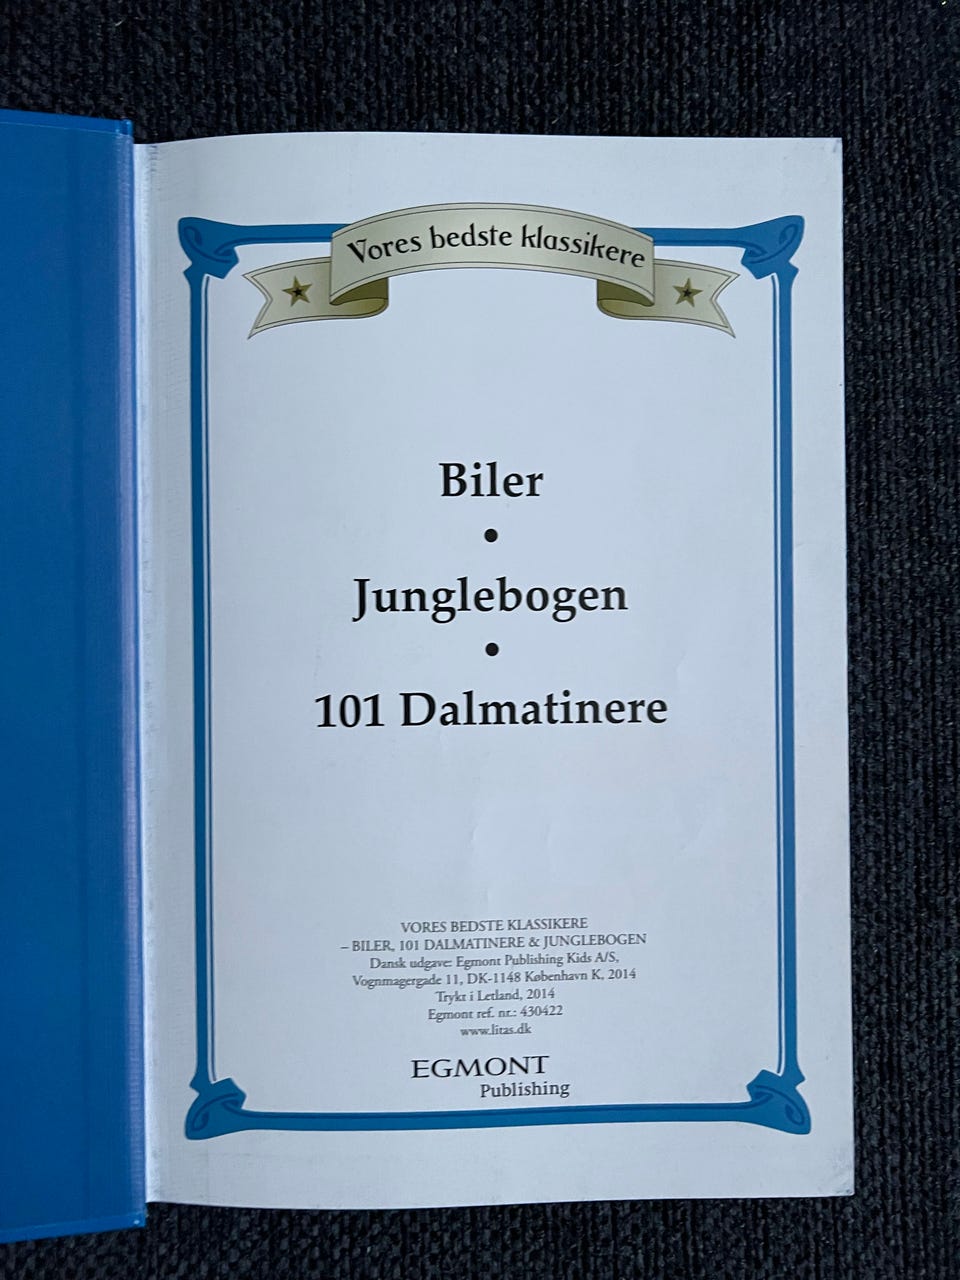 Vores bedste klassikere
Biler
•
Junglebogen
•
101 Dalmatinere
VORES BEDSTE KLASSIKERE
– BILER, 101 DALMATINERE & JUNGLEBOGEN
Dansk udgave: Egmont Publishing Kids A/S,
Vognmagergade 11, DK-1148 København K, 2014
Trykt i Letland, 2014
Egmont ref. nr.: 430422
www.litas.dk
EGMONT
Publishing